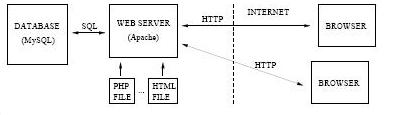 DATABASE
(MySQL)
SQL
WEB SERVER
(Apache)
HTTP
INTERNET
BROWSER
HTTP
BROWSER
PHP
FILE
...
HTML
FILE